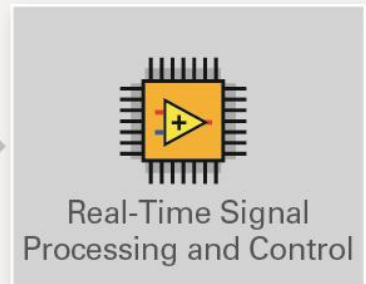 +
Real-Time Signal
Processing and Control